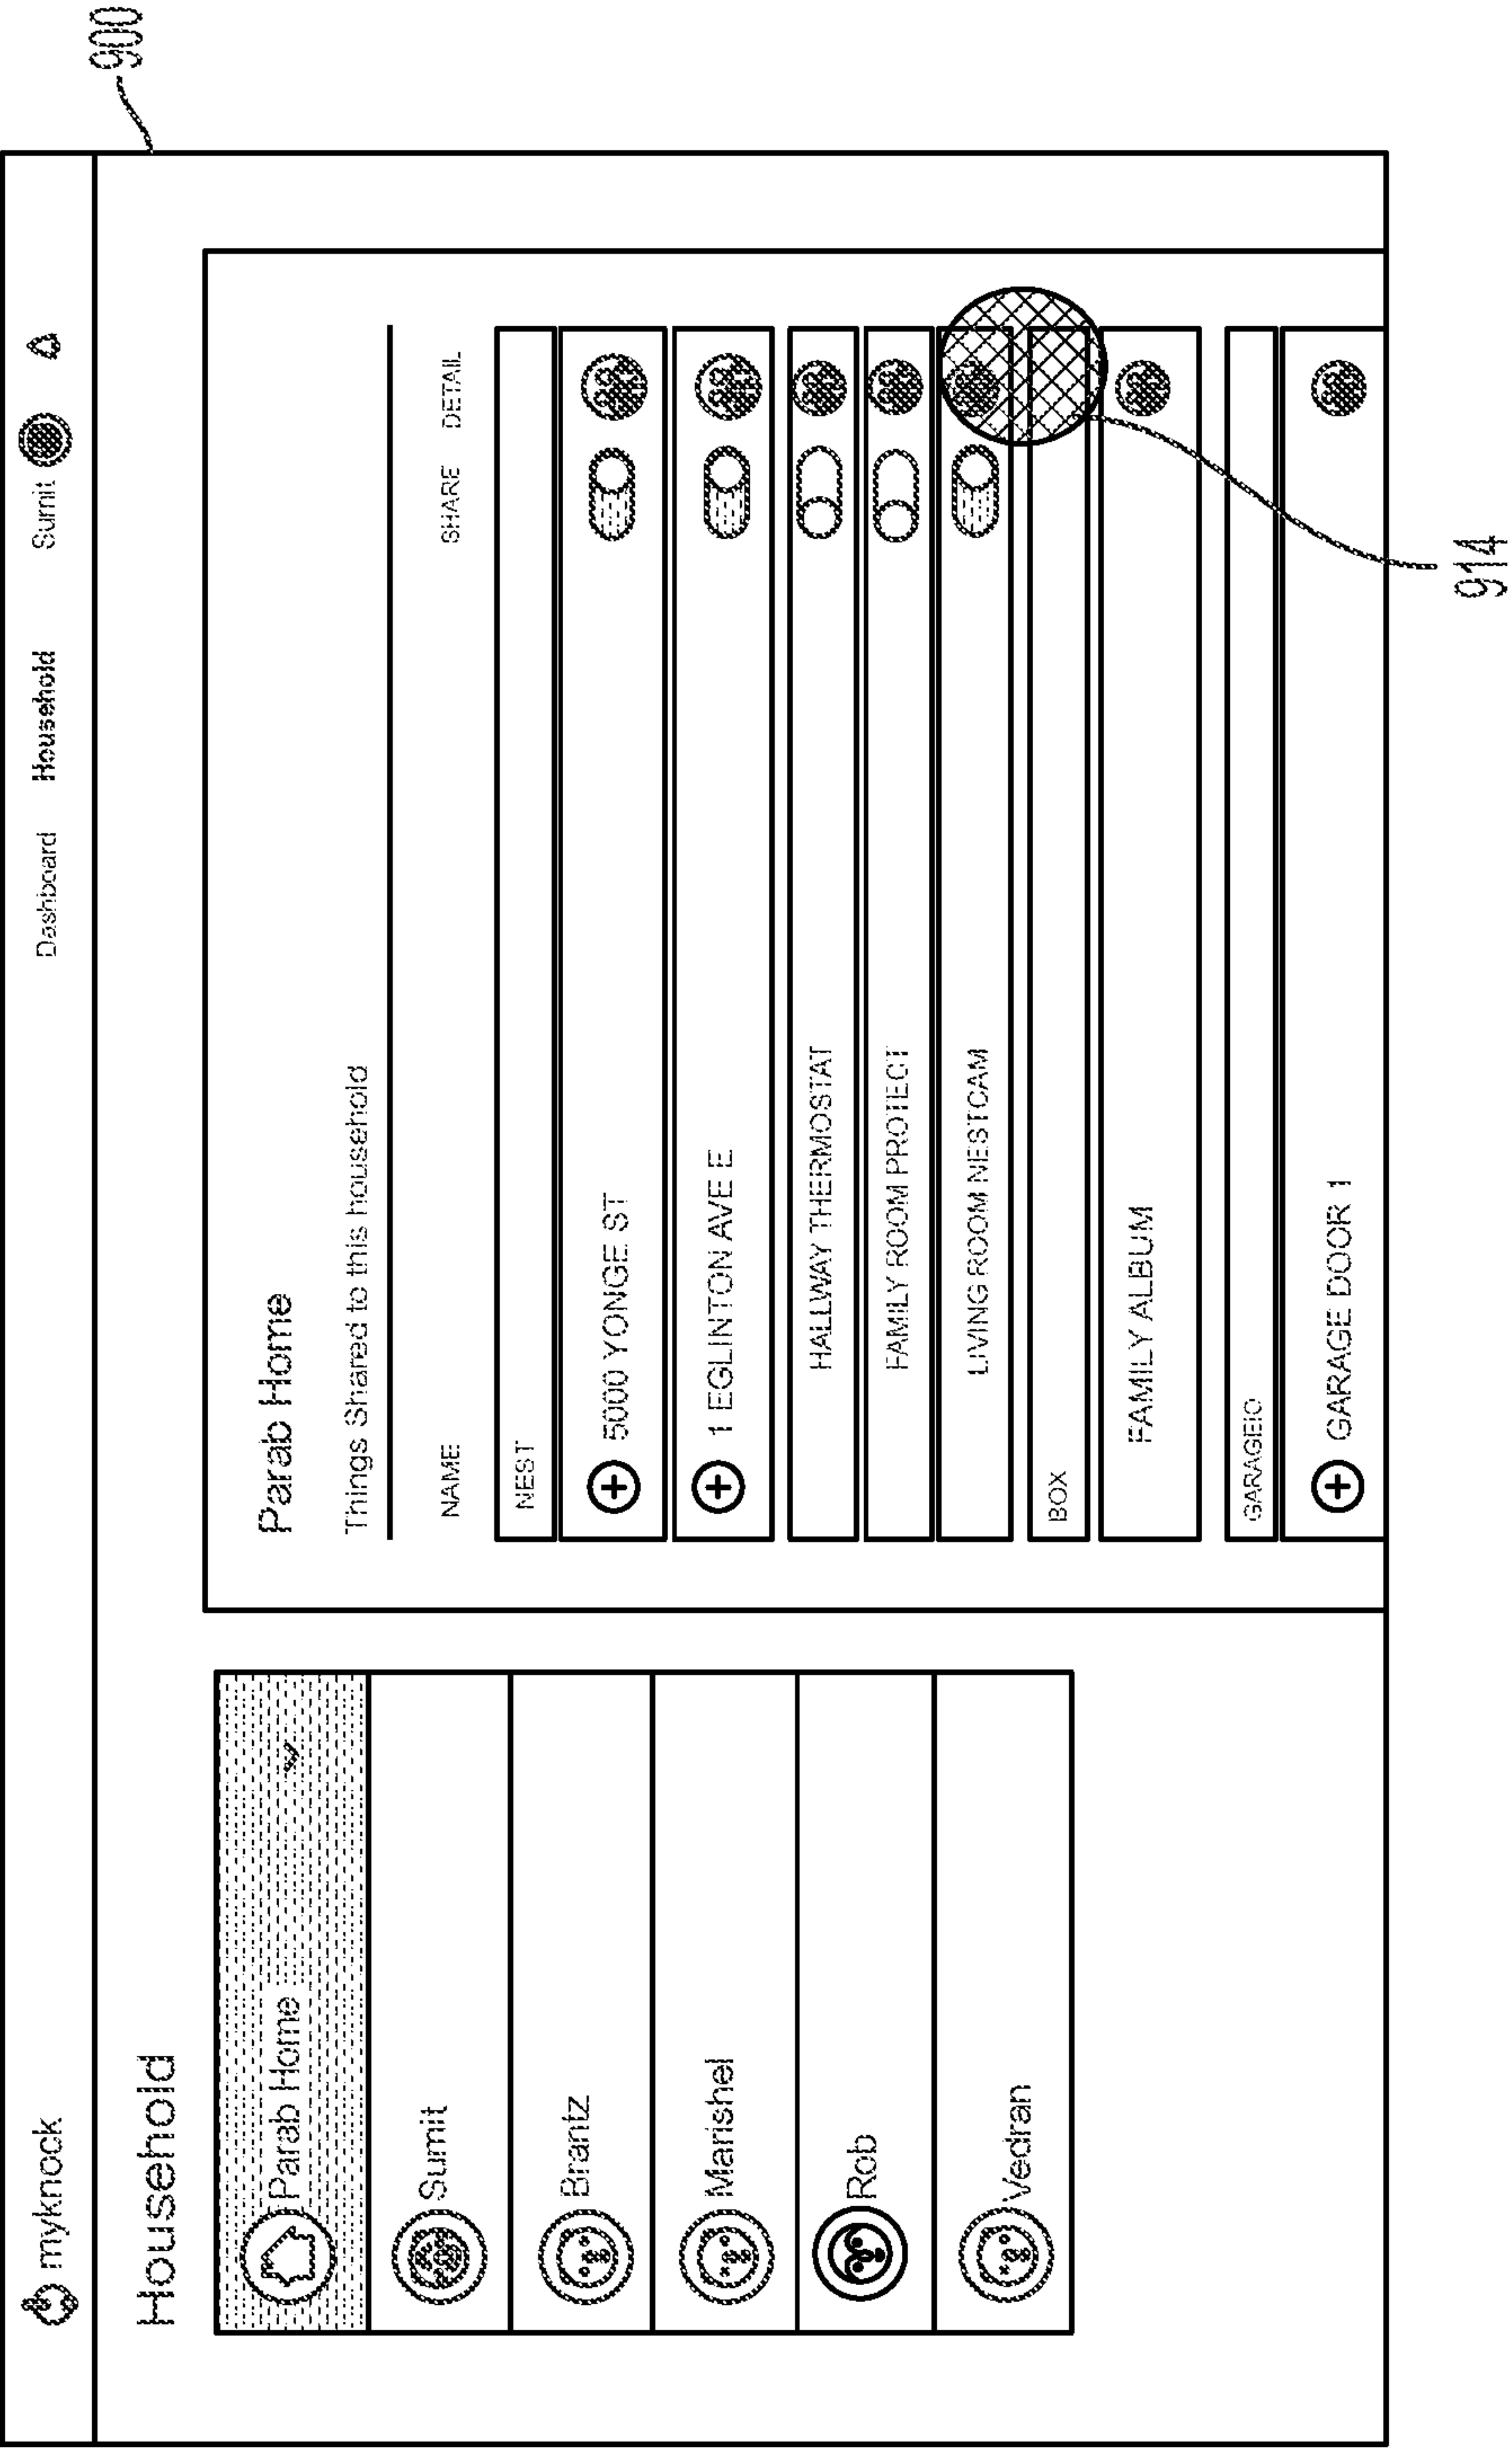 900
myknock Dashboard Household Sumit
Household
Parab Home
Sumit
Brantz
Marishel
Rob
Vedran
Parab Home
Things Shared to this household
NAME SHARE DETAIL
NEST
5000 YONGE ST
1 EGLINTON AVE E
HALLWAY THERMOSTAT
FAMILY ROOM PROTECT
LIVING ROOM NESTCAM
BOX
FAMILY ALBUM
GARAGEIO
GARAGE DOOR 1
914